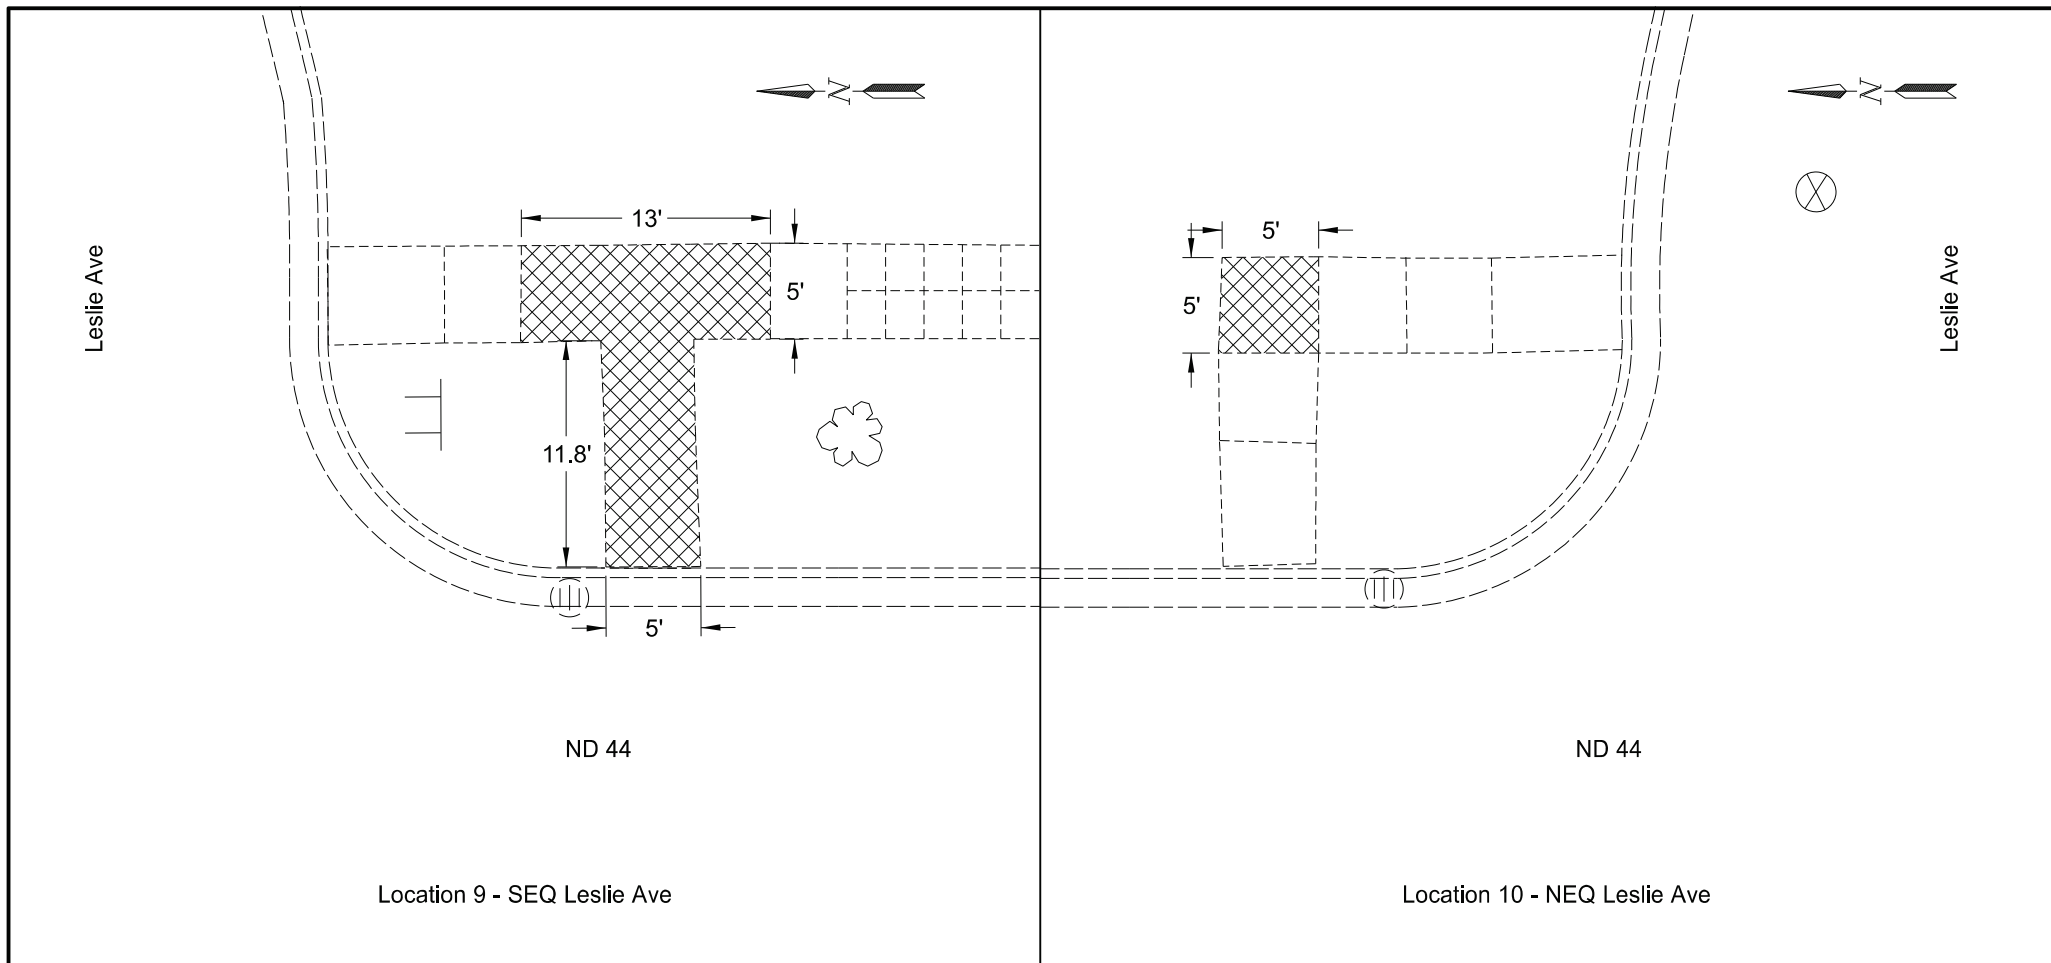 N
N
13'
5'
Leslie Ave
5'
5'
Leslie Ave
11.8'
5'
ND 44
ND 44
Location 9 - SEQ Leslie Ave
Location 10 - NEQ Leslie Ave